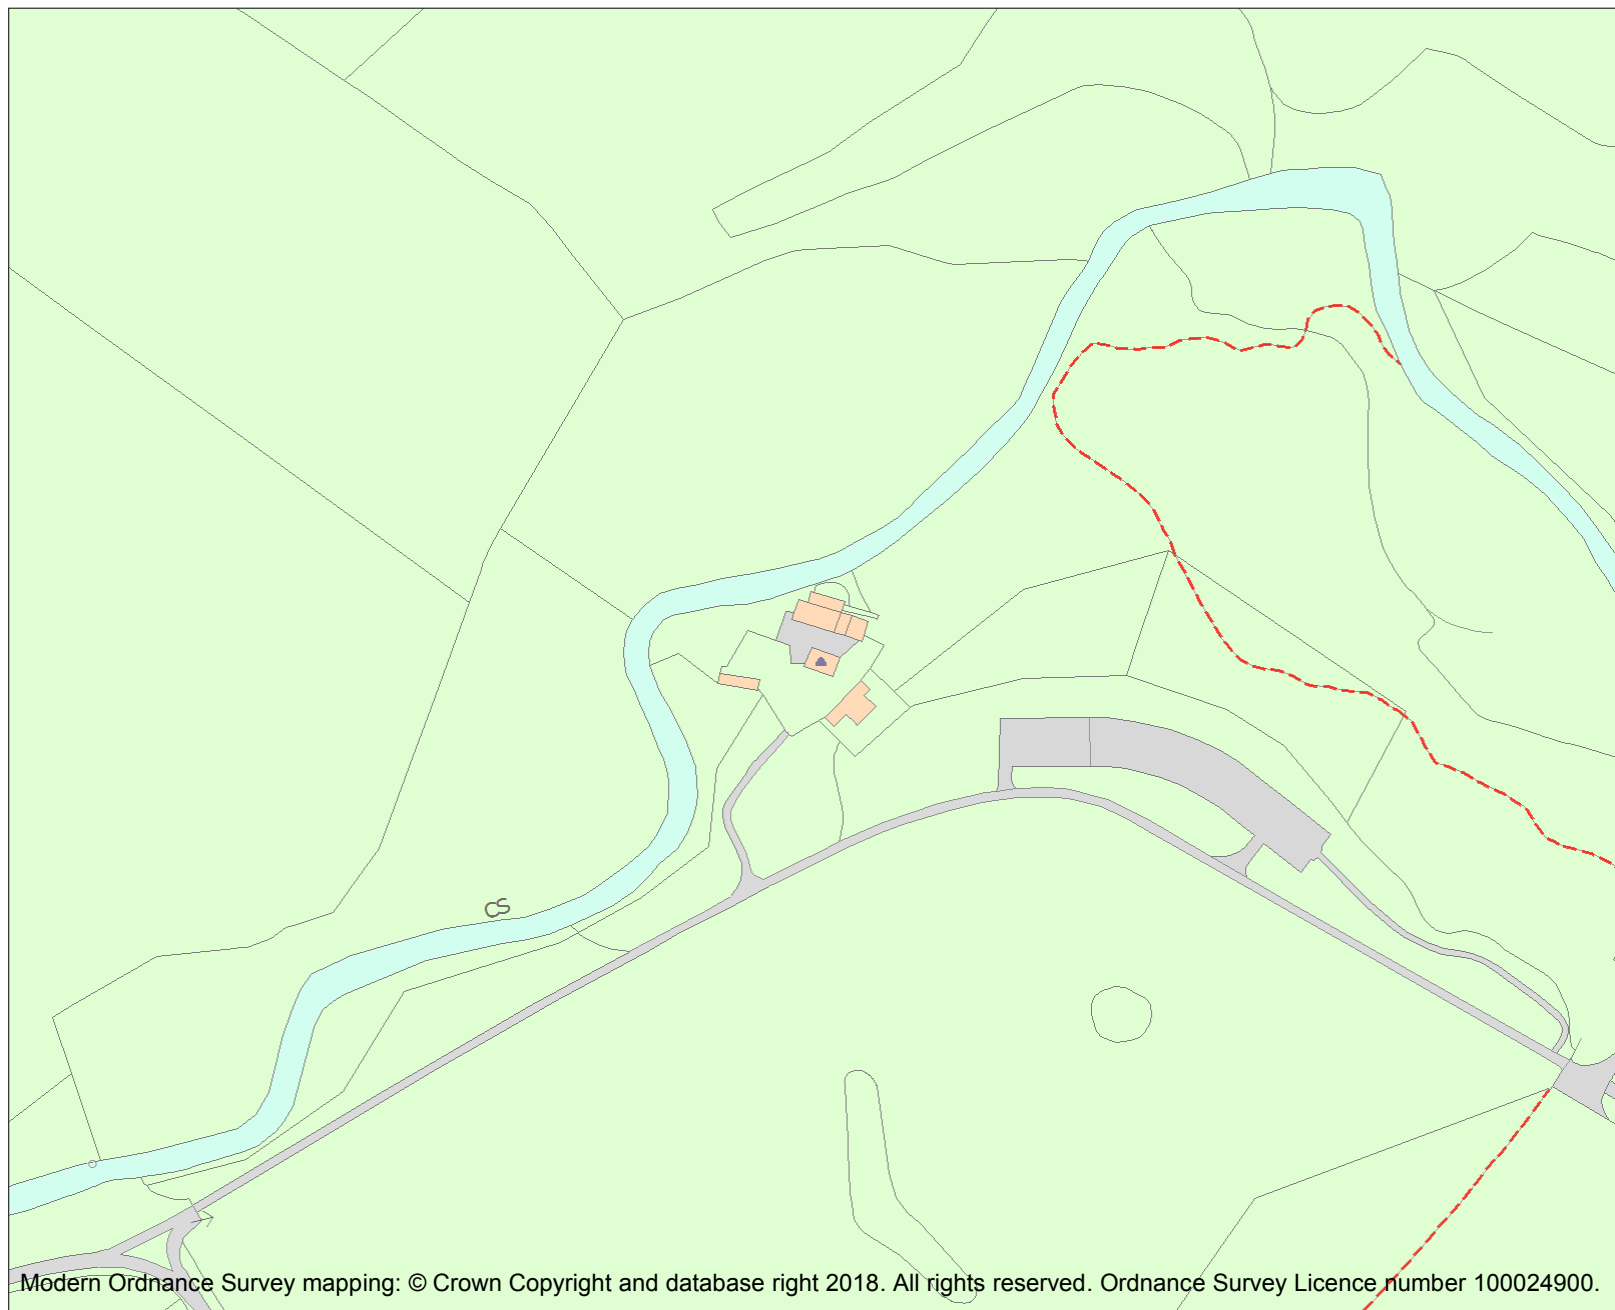 CS
Modern Ordnance Survey mapping: © Crown Copyright and database right 2018. All rights reserved. Ordnance Survey Licence number 100024900.